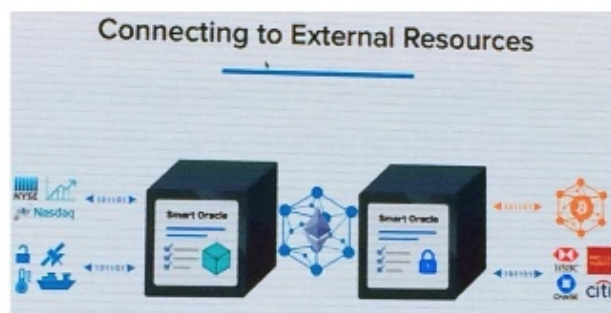 Connecting to External Resources
NYSE
Nasdaq
Smart Oracle
Smart Oracle
HSBC
citi